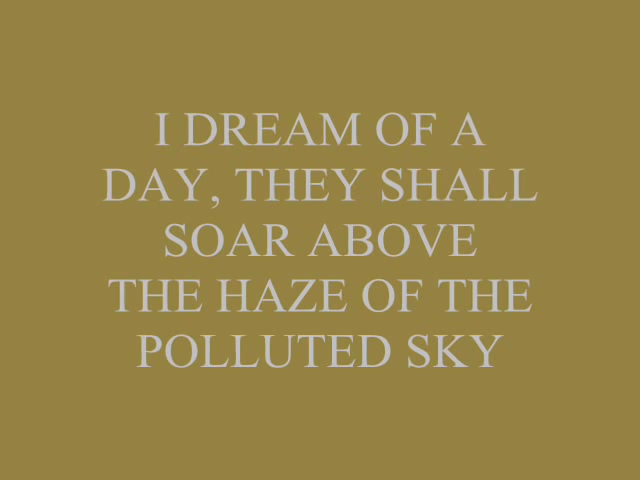 I DREAM OF A
DAY, THEY SHALL
SOAR ABOVE
THE HAZE OF THE
POLLUTED SKY